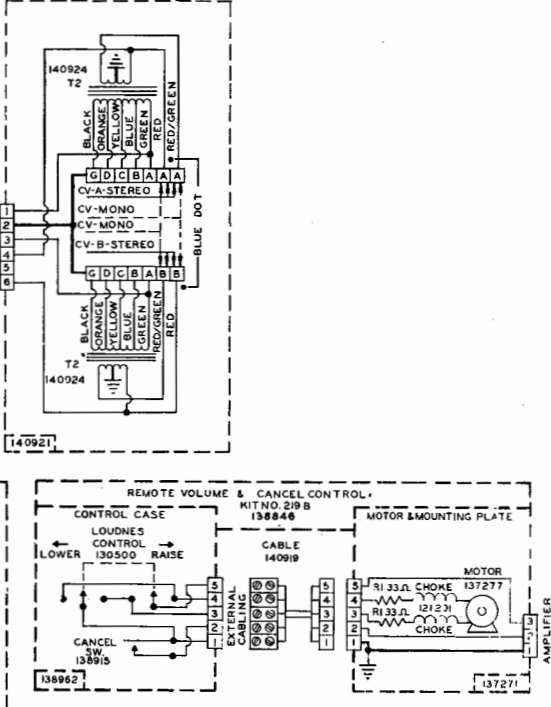 140924
T2
BLACK
ORANGE
YELLOW
BLUE
GREEN
RED
RED/GREEN
G D C B A A A
CV-A-STEREO
CV-MONO
CV-MONO
CV-B-STEREO
BLUE DOT
1
2
3
4
5
6
G D C B A B B
BLACK
ORANGE
YELLOW
BLUE
GREEN
RED/GREEN
RED
T2
140924
140921
REMOTE VOLUME & CANCEL CONTROL.
KIT NO. 219 B
138846
CONTROL CASE
LOUDNES
CONTROL
LOWER 130500 RAISE
CANCEL
SW.
138915
138962
5
4
3
2
1
EXTERNAL
CABLING
CABLE
140919
5
4
3
2
1
MOTOR & MOUNTING PLATE
MOTOR
137277
5
4
3
2
1
R1 33Ω CHOKE
121231
R1 33Ω
CHOKE
3
2
1
AMPLIFIER
137271